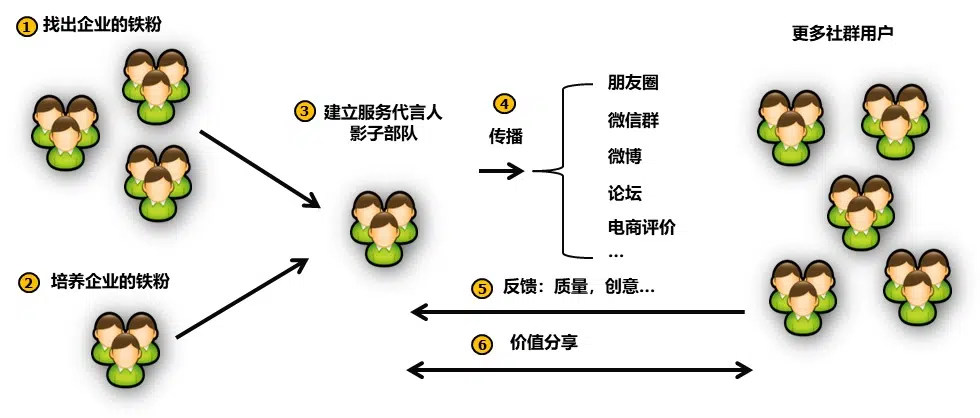 ① 找出企业的铁粉
② 培养企业的铁粉
③ 建立服务代言人
影子部队
④
传播
朋友圈
微信群
微博
论坛
电商评价
...
更多社群用户
⑤ 反馈：质量，创意...
⑥ 价值分享